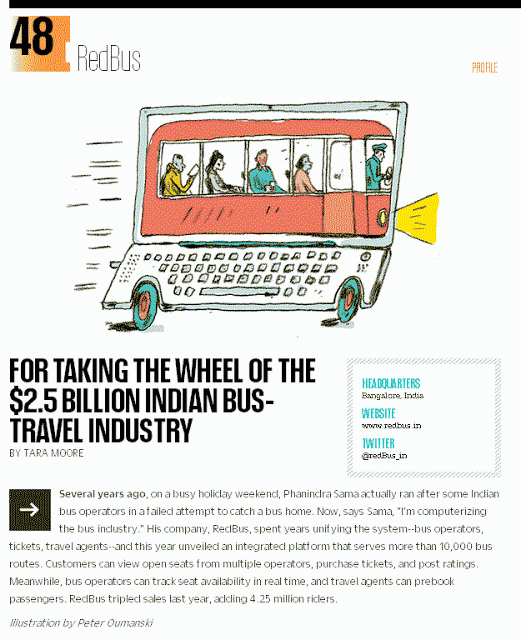 48
RedBus
PROFILE
FOR TAKING THE WHEEL OF THE
$2.5 BILLION INDIAN BUS-
TRAVEL INDUSTRY
BY TARA MOORE
HEADQUARTERS
Bangalore, India
WEBSITE
www.redbus.in
TWITTER
@redBus_in
Several years ago, on a busy holiday weekend, Phanindra Sama actually ran after some Indian
bus operators in a failed attempt to catch a bus home. Now, says Sama, "I'm computerizing
the bus industry." His company, RedBus, spent years unifying the system--bus operators,
tickets, travel agents--and this year unveiled an integrated platform that serves more than 10,000 bus
routes. Customers can view open seats from multiple operators, purchase tickets, and post ratings.
Meanwhile, bus operators can track seat availability in real time, and travel agents can prebook
passengers. RedBus tripled sales last year, adding 4.25 million riders.
Illustration by Peter Oumanski